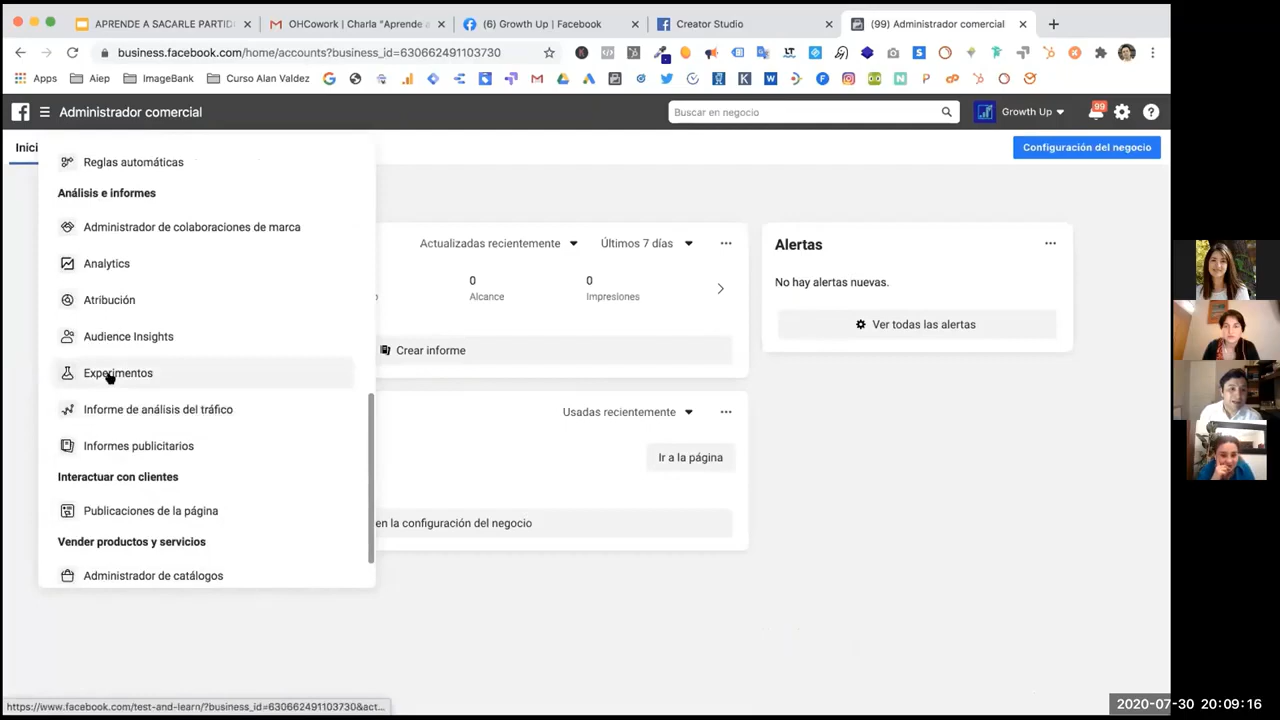 APRENDE A SACARLE PARTID
OHCowork | Charla "Aprende a
(6) Growth Up | Facebook
Creator Studio
(99) Administrador comercial
business.facebook.com/home/accounts?business_id=630662491103730
Apps
Aiep
ImageBank
Curso Alan Valdez
Administrador comercial
Buscar en negocio
Growth Up
99
Inici
Configuración del negocio
Reglas automáticas
Análisis e informes
Administrador de colaboraciones de marca
Analytics
Atribución
Audience Insights
Experimentos
Informe de análisis del tráfico
Informes publicitarios
Interactuar con clientes
Publicaciones de la página
Vender productos y servicios
Administrador de catálogos
Actualizadas recientemente
Últimos 7 días
0
Alcance
0
Impresiones
Crear informe
Usadas recientemente
Ir a la página
en la configuración del negocio
Alertas
No hay alertas nuevas.
Ver todas las alertas
https://www.facebook.com/test-and-learn/?business_id=630662491103730&act...
2020-07-30 20:09:16